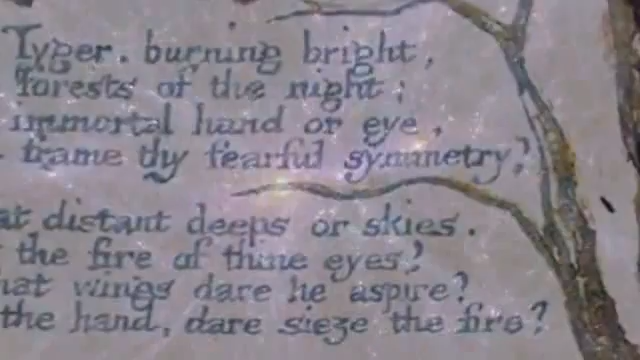 Tyger. burning bright,
forests of the night;
immortal hand or eye,
frame thy fearful symmetry?
at distant deeps or skies.
the fire of thine eyes?
hat wings dare he aspire?
the hand, dare sieze the fire?